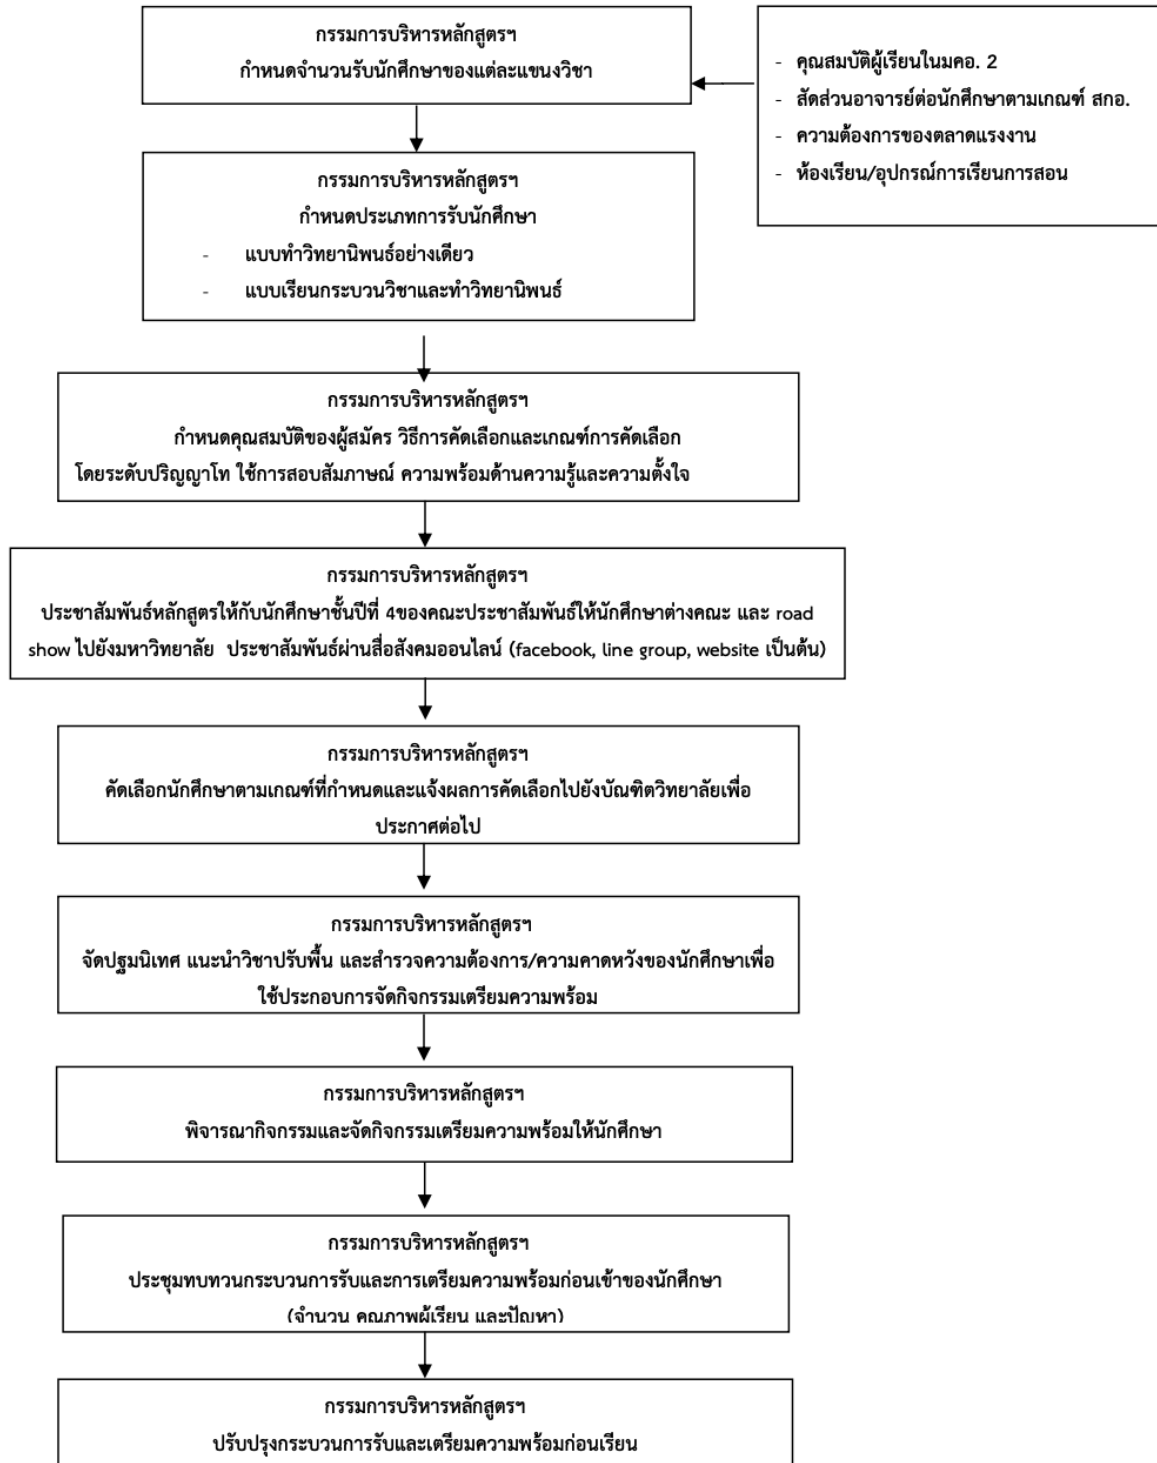 กรรมการบริหารหลักสูตรฯ
กำหนดจำนวนรับนักศึกษาของแต่ละแขนงวิชา
- คุณสมบัติผู้เรียนในมคอ. 2
- สัดส่วนอาจารย์ต่อนักศึกษาตามเกณฑ์ สกอ.
- ความต้องการของตลาดแรงงาน
- ห้องเรียน/อุปกรณ์การเรียนการสอน
กรรมการบริหารหลักสูตรฯ
กำหนดประเภทการรับนักศึกษา
- แบบทำวิทยานิพนธ์อย่างเดียว
- แบบเรียนกระบวนวิชาและทำวิทยานิพนธ์
กรรมการบริหารหลักสูตรฯ
กำหนดคุณสมบัติของผู้สมัคร วิธีการคัดเลือกและเกณฑ์การคัดเลือก
โดยระดับปริญญาโท ใช้การสอบสัมภาษณ์ ความพร้อมด้านความรู้และความตั้งใจ
กรรมการบริหารหลักสูตรฯ
ประชาสัมพันธ์หลักสูตรให้กับนักศึกษาชั้นปีที่ 4ของคณะประชาสัมพันธ์ให้นักศึกษาต่างคณะ และ road
show ไปยังมหาวิทยาลัย ประชาสัมพันธ์ผ่านสื่อสังคมออนไลน์ (facebook, line group, website เป็นต้น)
กรรมการบริหารหลักสูตรฯ
คัดเลือกนักศึกษาตามเกณฑ์ที่กำหนดและแจ้งผลการคัดเลือกไปยังบัณฑิตวิทยาลัยเพื่อ
ประกาศต่อไป
กรรมการบริหารหลักสูตรฯ
จัดปฐมนิเทศ แนะนำวิชาปรับพื้น และสำรวจความต้องการ/ความคาดหวังของนักศึกษาเพื่อ
ใช้ประกอบการจัดกิจกรรมเตรียมความพร้อม
กรรมการบริหารหลักสูตรฯ
พิจารณากิจกรรมและจัดกิจกรรมเตรียมความพร้อมให้นักศึกษา
กรรมการบริหารหลักสูตรฯ
ประชุมทบทวนกระบวนการรับและการเตรียมความพร้อมก่อนเข้าของนักศึกษา
(จำนวน คุณภาพผู้เรียน และปัญหา)
กรรมการบริหารหลักสูตรฯ
ปรับปรุงกระบวนการรับและเตรียมความพร้อมก่อนเรียน